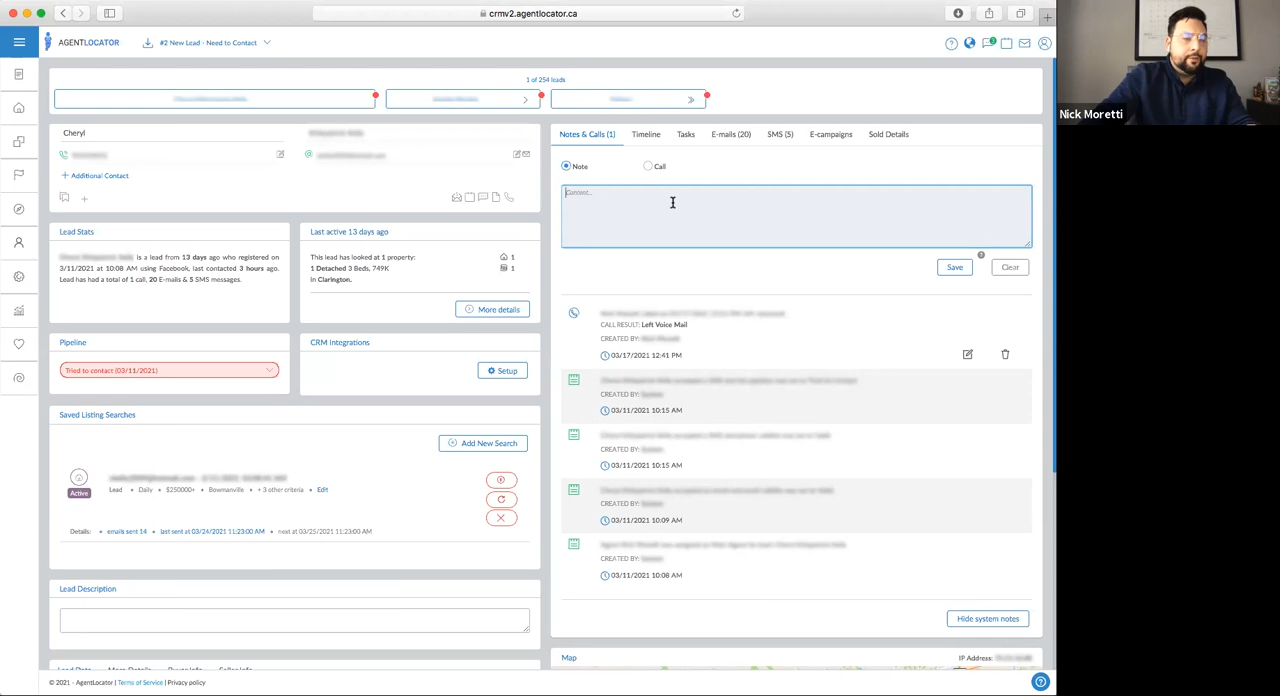 crmv2.agentlocator.ca
AGENTLOCATOR
#2 New Lead - Need to Contact
3
Nick Moretti
1 of 254 leads
Cheryl
+ Additional Contact
Lead Stats
is a lead from 13 days ago who registered on
3/11/2021 at 10:08 AM using Facebook, last contacted 3 hours ago.
Lead has had a total of 1 call, 20 E-mails & 5 SMS messages.
Last active 13 days ago
This lead has looked at 1 property:
1 Detached 3 Beds, 749K
in Clarington.
1
1
More details
Pipeline
Tried to contact (03/11/2021)
CRM Integrations
Setup
Saved Listing Searches
Add New Search
Active
Lead • Daily • $250000+ • Bowmanville • + 3 other criteria • Edit
Details: • emails sent 14 • last sent at 03/24/2021 11:23:00 AM • next at 03/25/2021 11:23:00 AM
Lead Description
Notes & Calls (1) Timeline Tasks E-mails (20) SMS (5) E-campaigns Sold Details
Note Call
Content...
Save
Clear
CALL RESULT: Left Voice Mail
CREATED BY:
03/17/2021 12:41 PM
CREATED BY:
03/11/2021 10:15 AM
CREATED BY:
03/11/2021 10:15 AM
CREATED BY:
03/11/2021 10:09 AM
CREATED BY:
03/11/2021 10:08 AM
Hide system notes
Map
IP Address:
© 2021 - AgentLocator | Terms of Service | Privacy policy